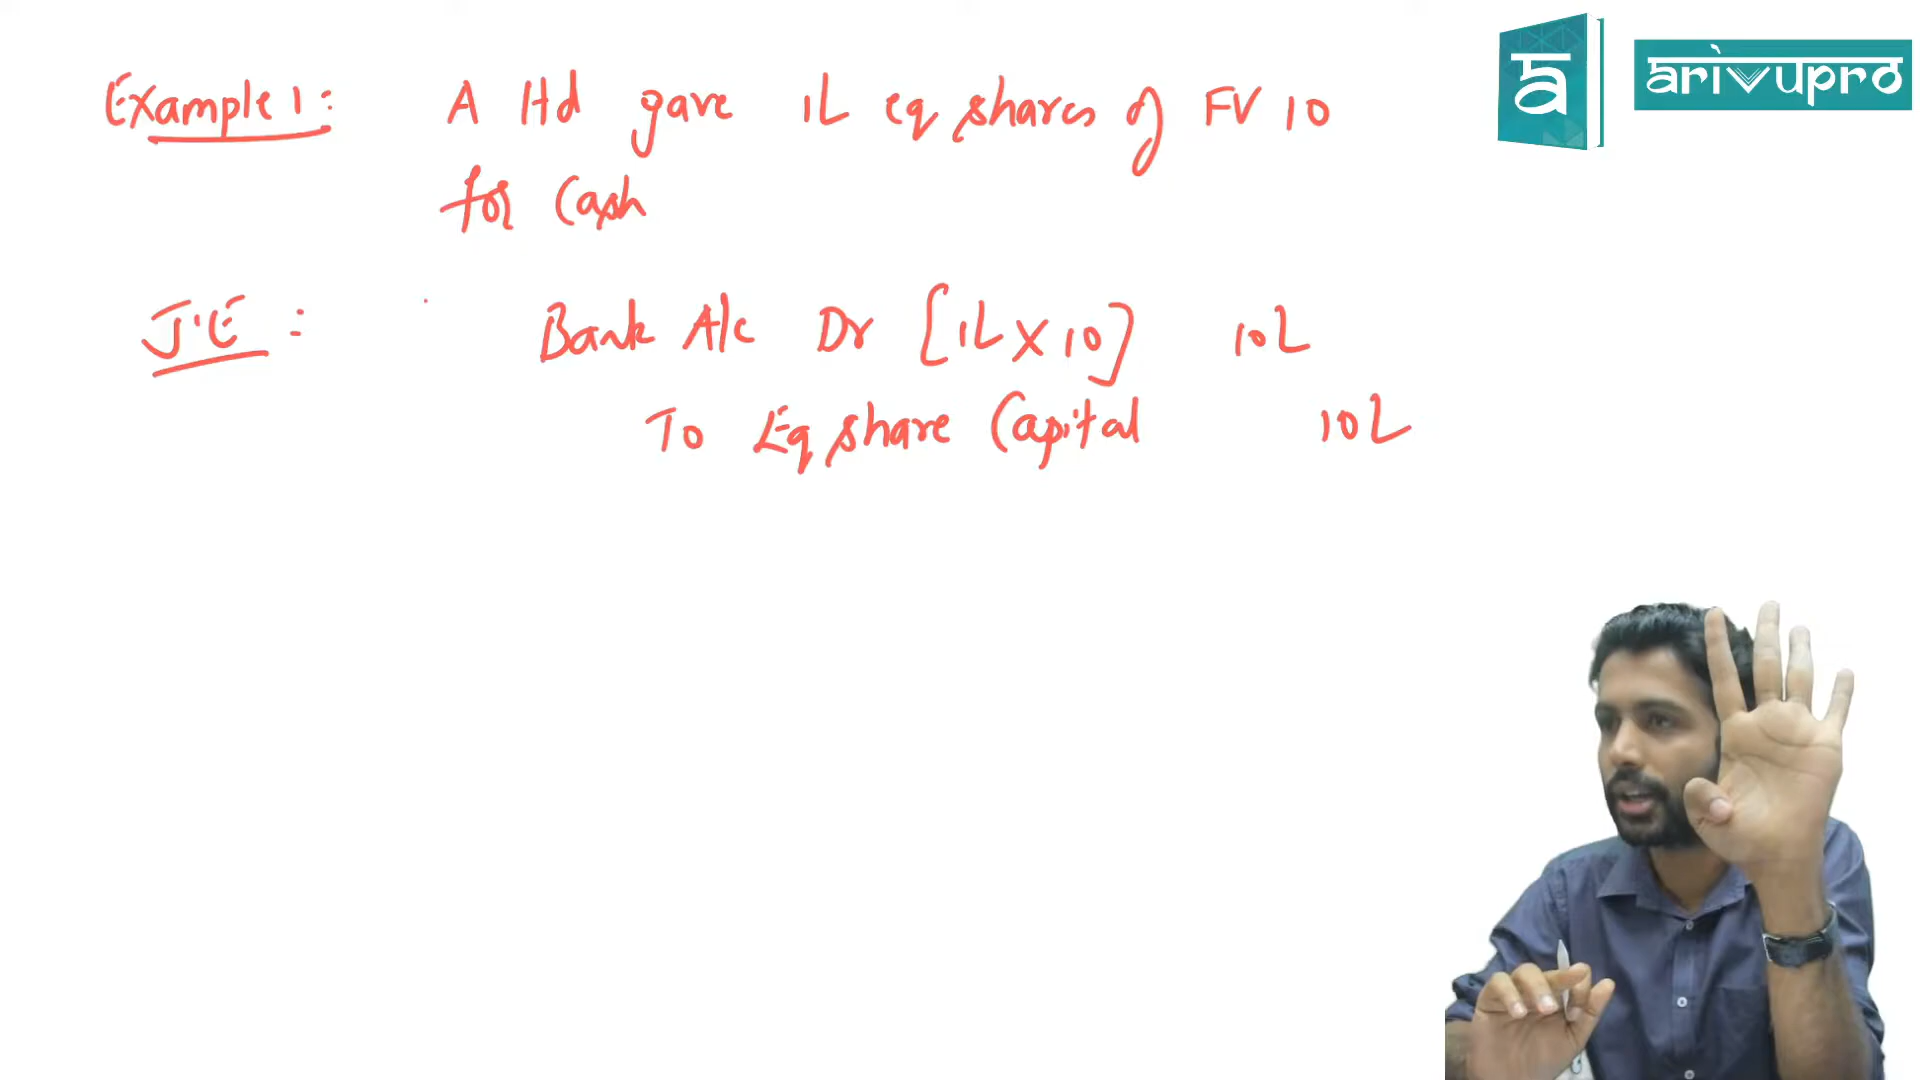 Example 1: A Ltd gave 1L eq shares of FV 10
for Cash
J.E : Bank A/c Dr [1L X 10] 10L
To Eq share Capital 10L
a
arivupro